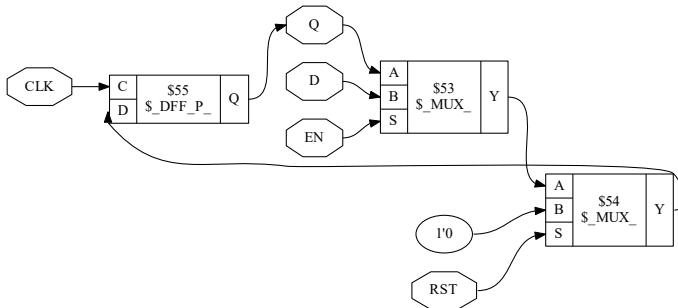 CLK
C
D
$55
$_DFF_P_
Q
Q
D
EN
A
B
S
$53
$_MUX_
Y
1'0
RST
A
B
S
$54
$_MUX_
Y